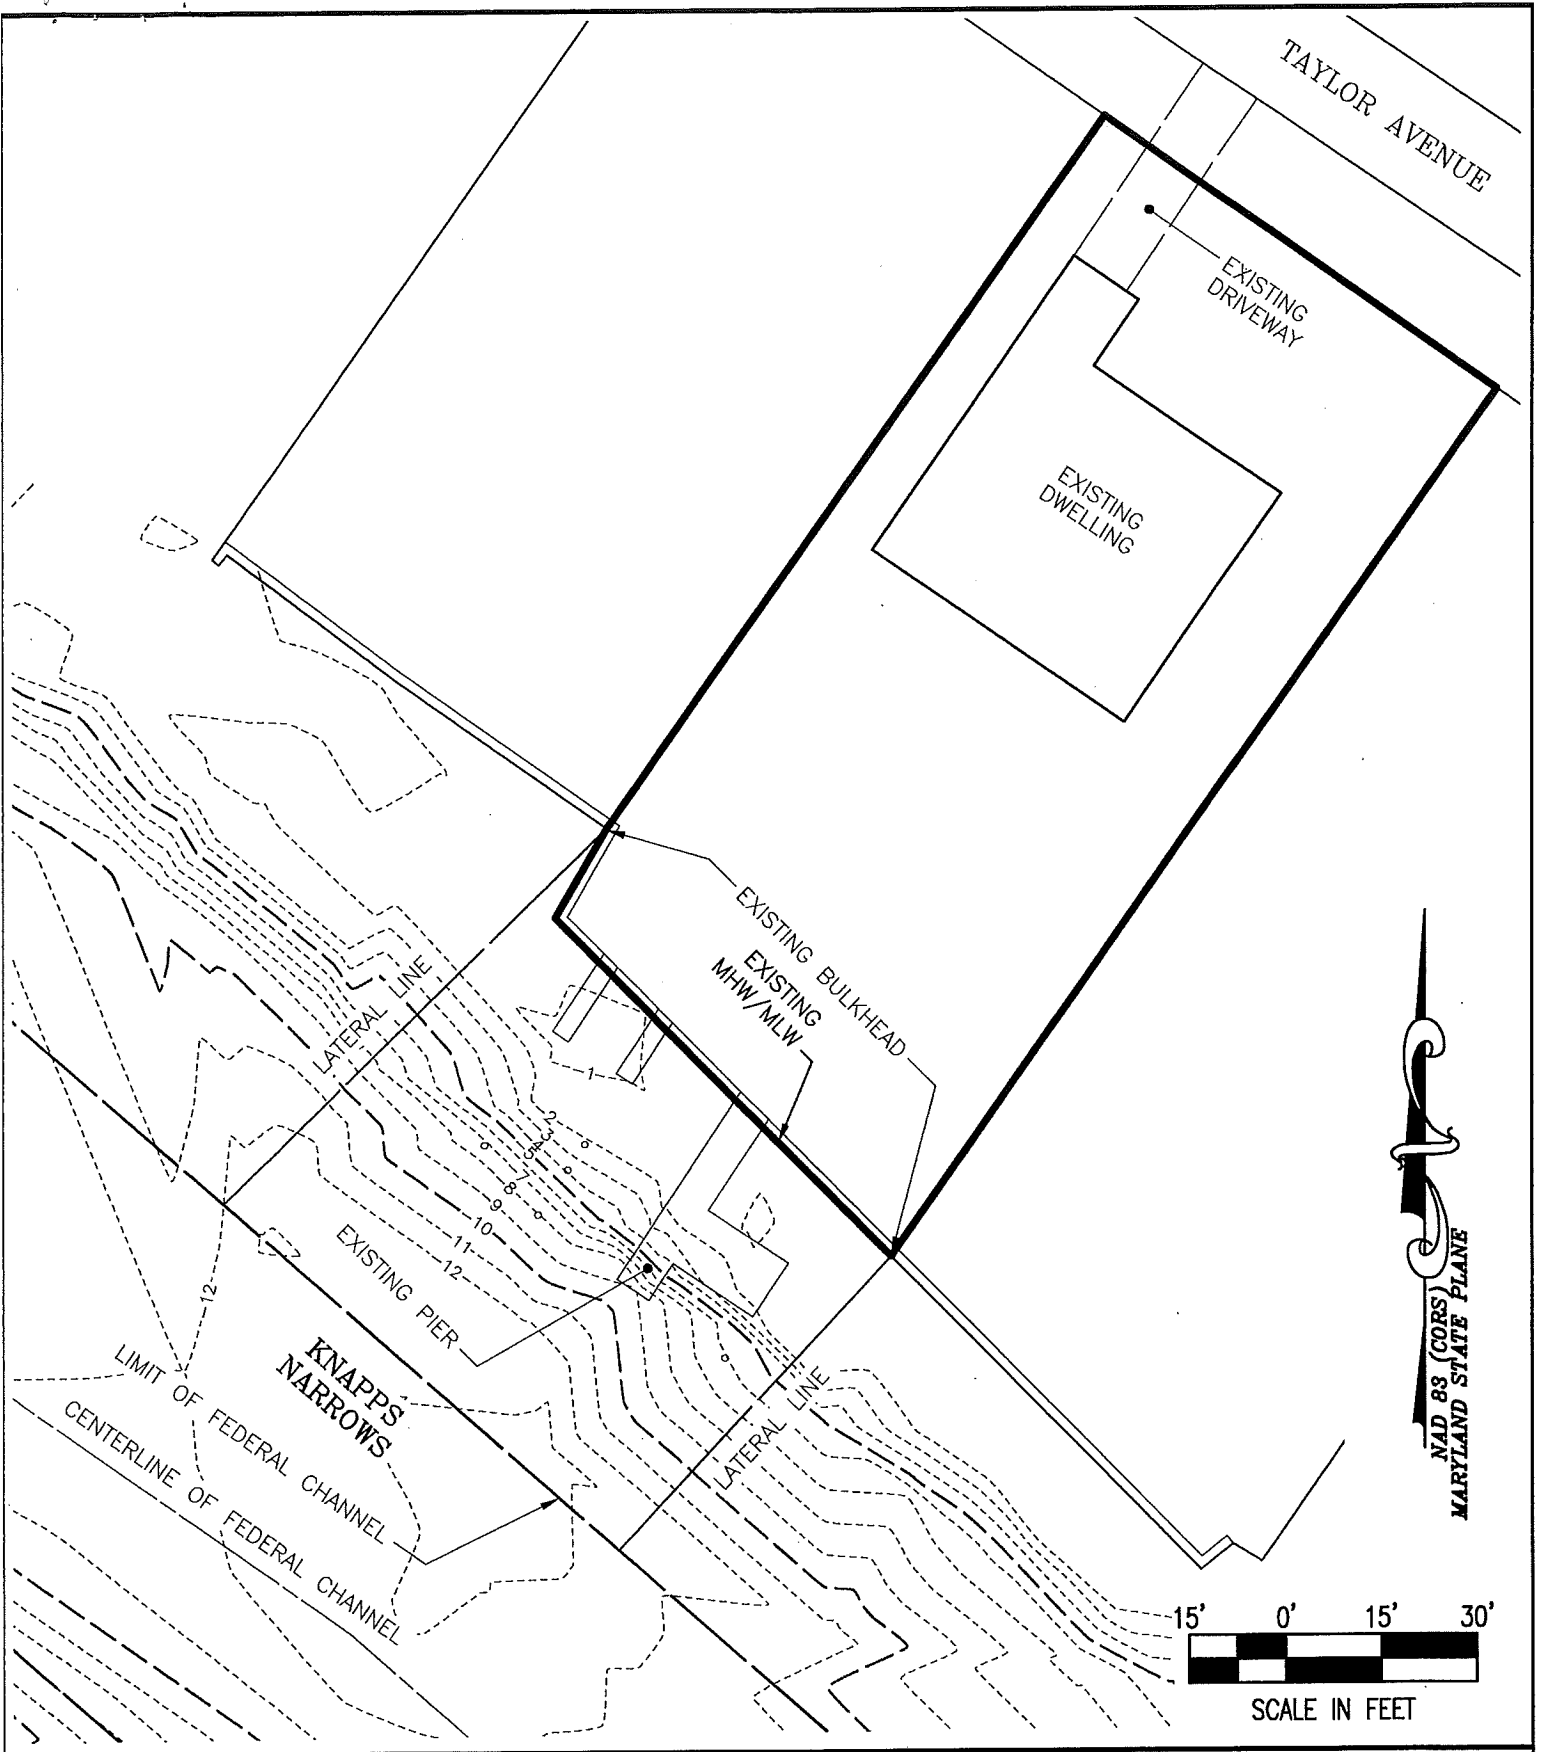 TAYLOR AVENUE
EXISTING
DRIVEWAY
EXISTING
DWELLING
EXISTING BULKHEAD
EXISTING
MHW/MLW
LATERAL LINE
1
2
3
4
5
7
8
9
10
11
12
12
EXISTING PIER
KNAPPS
NARROWS
LIMIT OF FEDERAL CHANNEL
CENTERLINE OF FEDERAL CHANNEL
LATERAL LINE
NAD 83 (CORS)
MARYLAND STATE PLANE
15' 0' 15' 30'
SCALE IN FEET